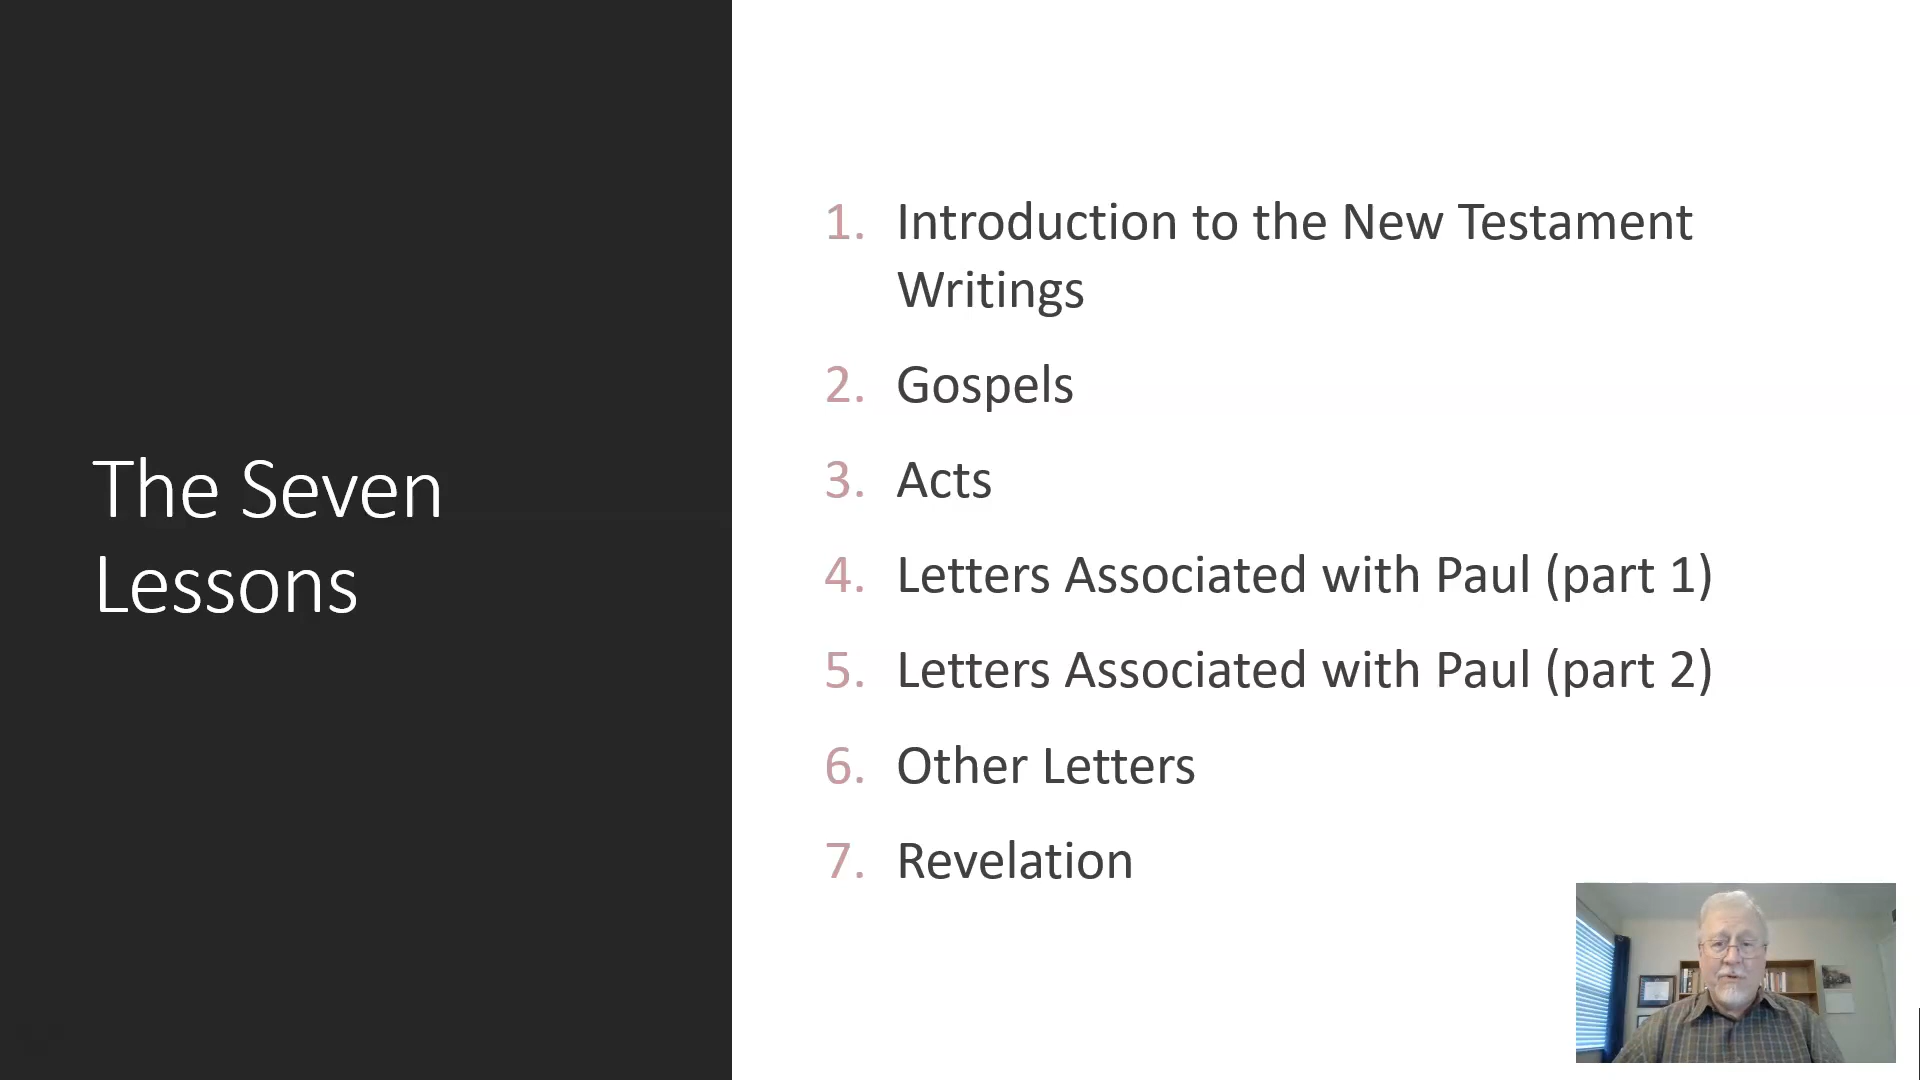 The Seven
Lessons
1. Introduction to the New Testament
Writings
2. Gospels
3. Acts
4. Letters Associated with Paul (part 1)
5. Letters Associated with Paul (part 2)
6. Other Letters
7. Revelation